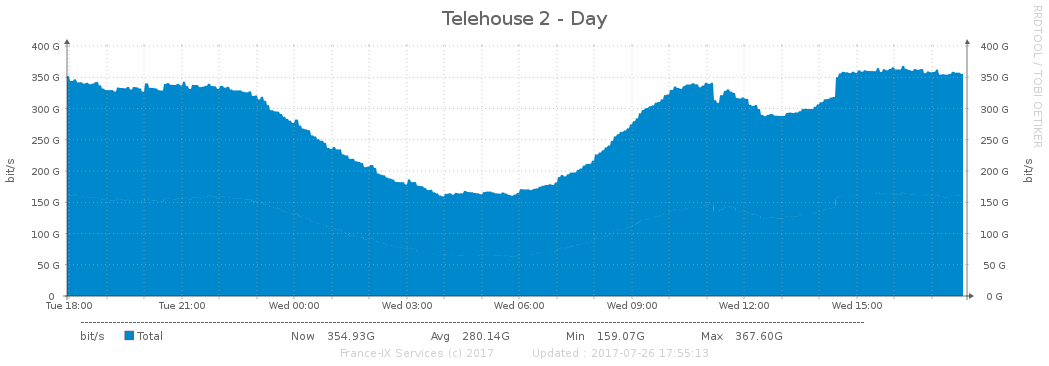 Telehouse 2 - Day
RRDTOOL / TOBI OETIKER
400 G 400 G
350 G 350 G
300 G 300 G
250 G 250 G
200 G 200 G
150 G 150 G
100 G 100 G
50 G 50 G
0 0 G
bit/s bit/s
Tue 18:00 Tue 21:00 Wed 00:00 Wed 03:00 Wed 06:00 Wed 09:00 Wed 12:00 Wed 15:00
bit/s Total Now 354.93G Avg 280.14G Min 159.07G Max 367.60G
France-IX Services (c) 2017 Updated : 2017-07-26 17:55:13